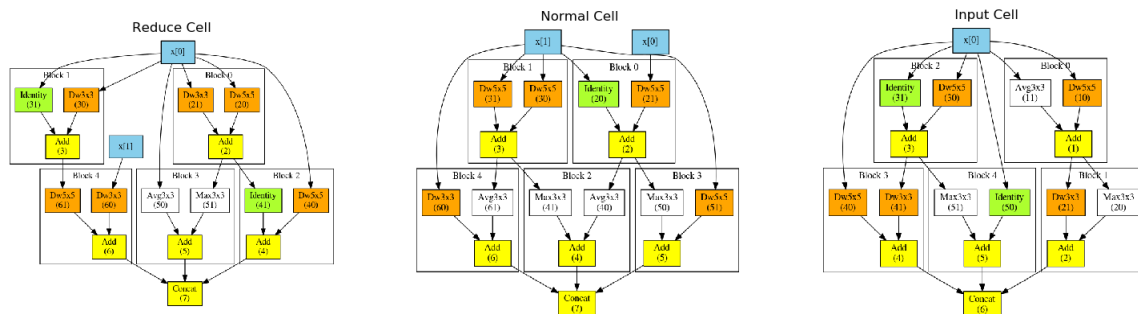 Reduce Cell
x[0]
Block 1
Block 0
Identity
(31)
Dw3x3
(30)
Dw3x3
(21)
Dw5x5
(20)
Add
(3)
x[1]
Add
(2)
Block 4
Block 3
Block 2
Dw5x5
(61)
Dw3x3
(60)
Avg3x3
(50)
Max3x3
(51)
Identity
(41)
Dw5x5
(40)
Add
(6)
Add
(5)
Add
(4)
Concat
(7)
Normal Cell
x[1]
x[0]
Block 1
Block 0
Dw5x5
(31)
Dw5x5
(30)
Identity
(20)
Dw5x5
(21)
Add
(3)
Add
(2)
Block 4
Block 2
Block 3
Dw3x3
(60)
Avg3x3
(61)
Max3x3
(41)
Avg3x3
(40)
Max3x3
(50)
Dw5x5
(51)
Add
(6)
Add
(4)
Add
(5)
Concat
(7)
Input Cell
x[0]
Block 2
Block 0
Identity
(31)
Dw5x5
(30)
Avg3x3
(11)
Dw5x5
(10)
Add
(3)
Add
(1)
Block 3
Block 4
Block 1
Dw5x5
(40)
Dw3x3
(41)
Max3x3
(51)
Identity
(50)
Dw3x3
(21)
Max3x3
(20)
Add
(4)
Add
(5)
Add
(2)
Concat
(6)